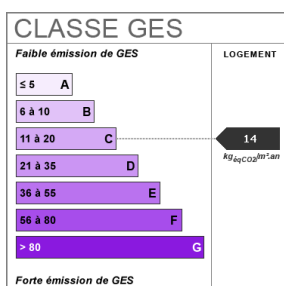 CLASSE GES
Faible émission de GES
LOGEMENT
≤ 5 A
6 à 10 B
11 à 20 C
14
kgéqCO2/m².an
21 à 35 D
36 à 55 E
56 à 80 F
> 80 G
Forte émission de GES